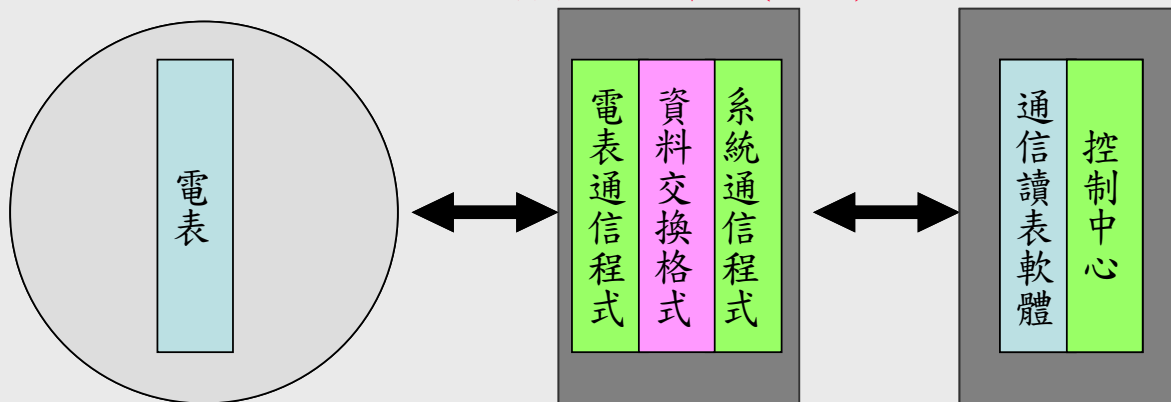 電表
電表通信程式
資料交換格式
系統通信程式
通信讀表軟體
控制中心